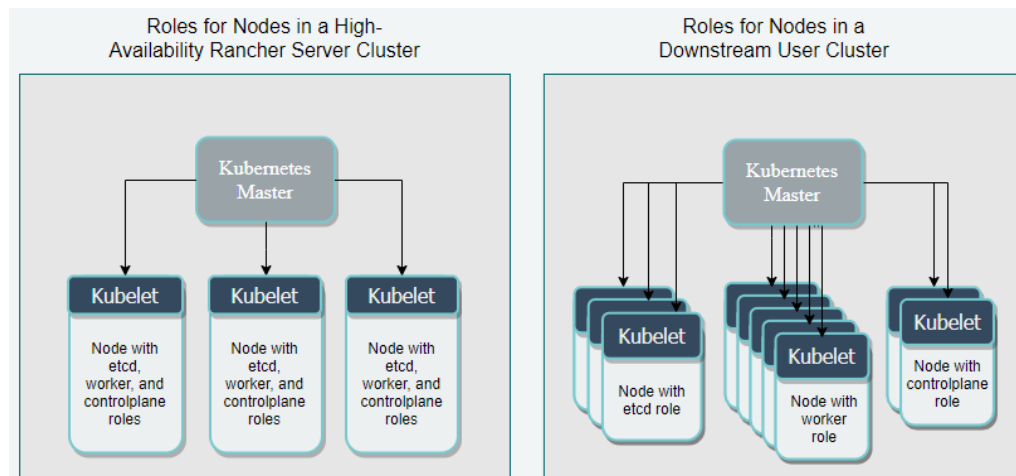 Roles for Nodes in a High-
Availability Rancher Server Cluster
Kubernetes
Master
Kubelet
Node with
etcd,
worker, and
controlplane
roles
Kubelet
Node with
etcd,
worker, and
controlplane
roles
Kubelet
Node with
etcd,
worker, and
controlplane
roles
Roles for Nodes in a
Downstream User Cluster
Kubernetes
Master
Kubelet
Node with
etcd role
Kubelet
Node with
worker
role
Kubelet
Node with
controlplane
role